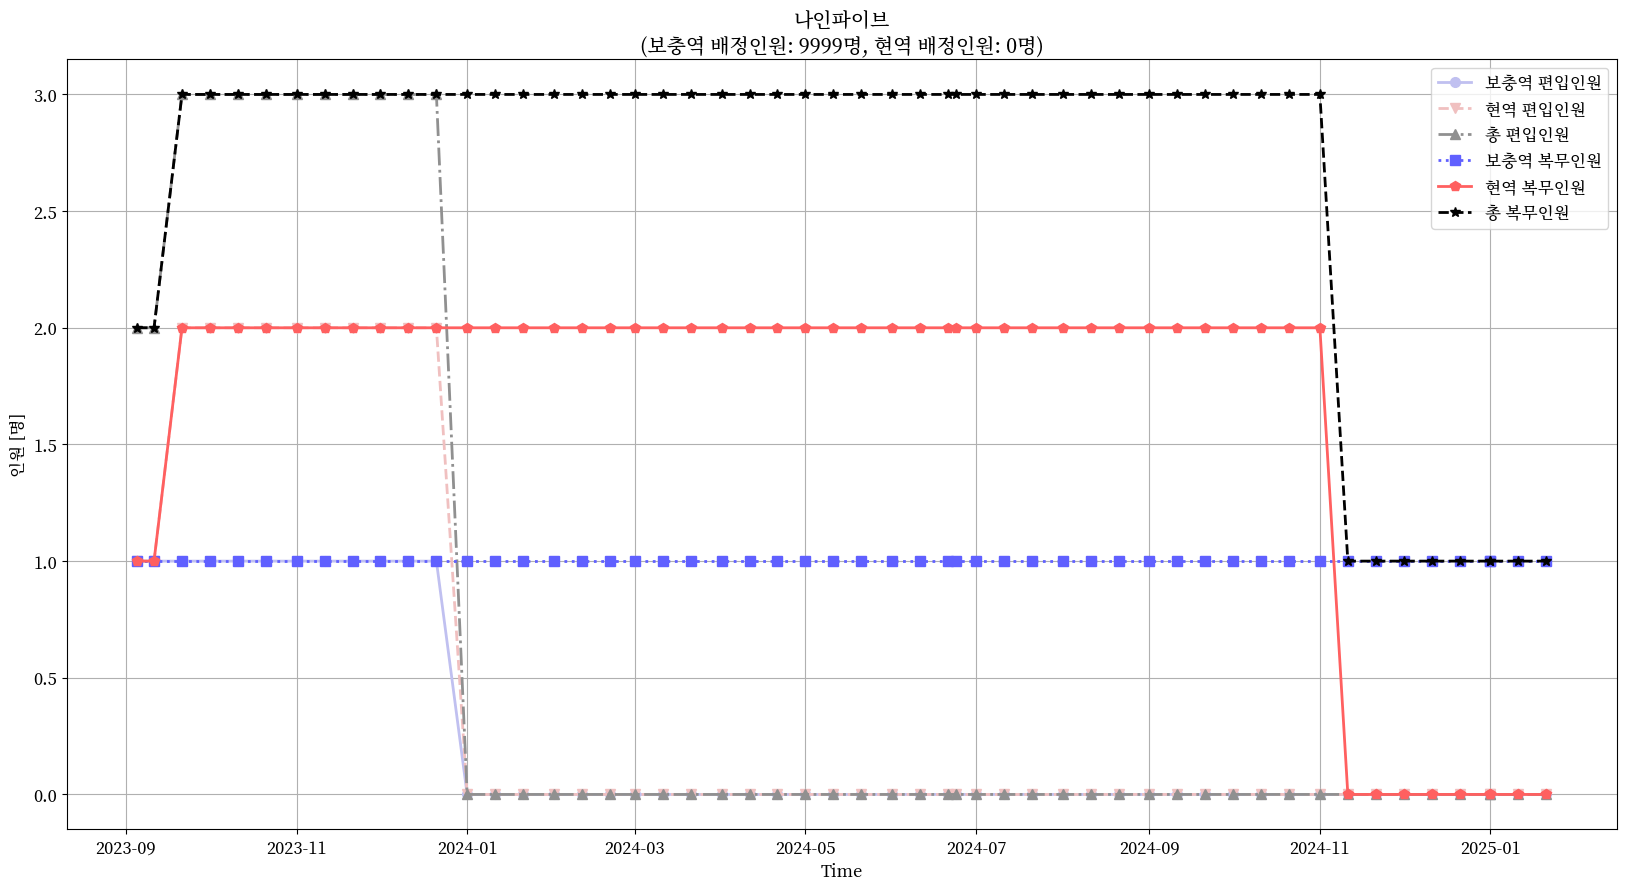 나인파이브
(보충역 배정인원: 9999명, 현역 배정인원: 0명)
3.0
2.5
2.0
1.5
1.0
0.5
0.0
인원 [명]
보충역 편입인원
현역 편입인원
총 편입인원
보충역 복무인원
현역 복무인원
총 복무인원
2023-09
2023-11
2024-01
2024-03
2024-05
2024-07
2024-09
2024-11
2025-01
Time